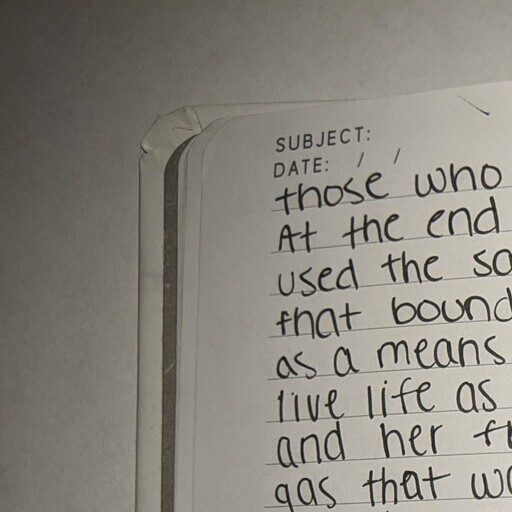 SUBJECT:
DATE: / /
those who
At the end
used the
that bound
as a means
live life as
and her
gas that